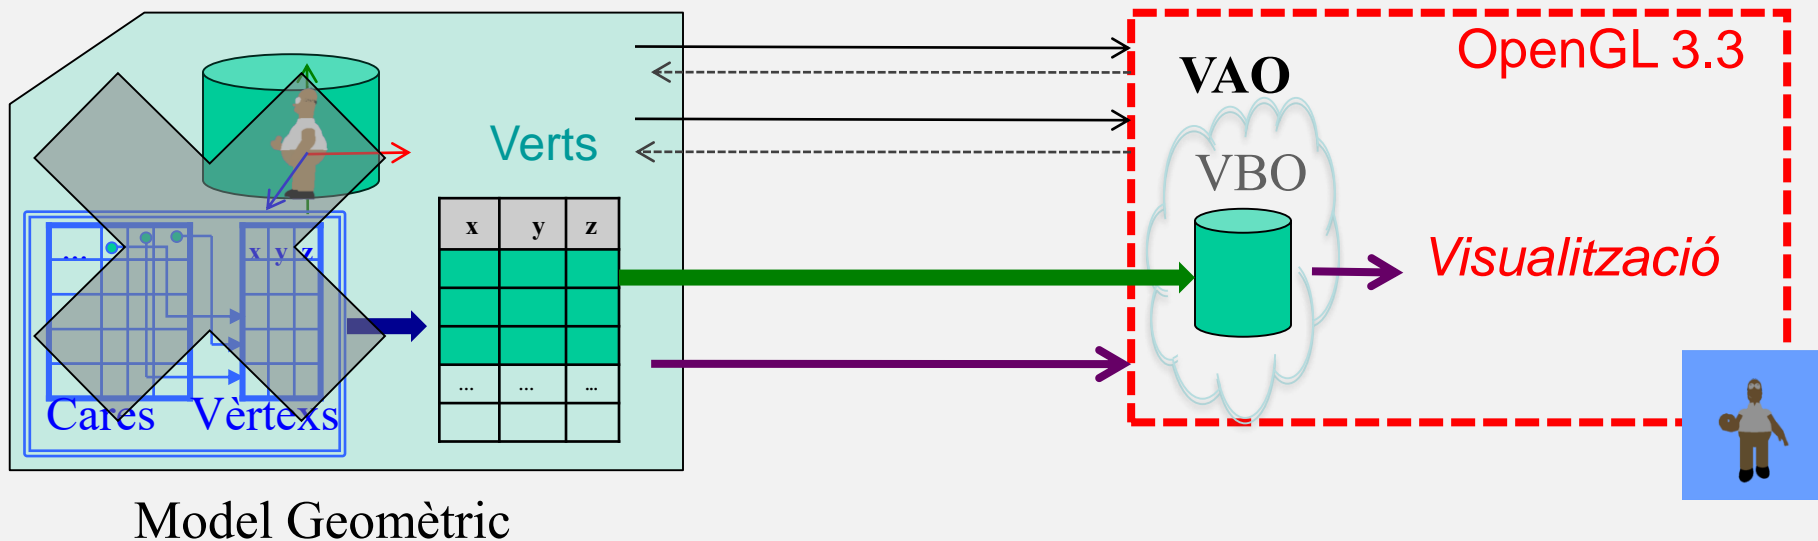 OpenGL 3.3
VAO
Verts
VBO
x y z
... x y z
Visualització
... ... ...
Cares Vèrtexs
Model Geomètric